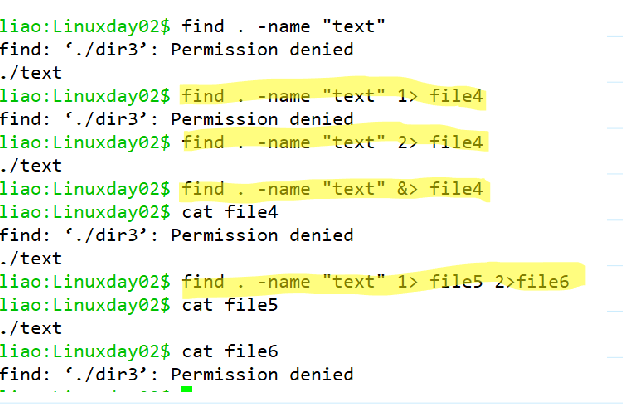 liao:Linuxday02$ find . -name "text"
find: ‘./dir3’: Permission denied
./text
liao:Linuxday02$ find . -name "text" 1> file4
find: ‘./dir3’: Permission denied
liao:Linuxday02$ find . -name "text" 2> file4
./text
liao:Linuxday02$ find . -name "text" &> file4
liao:Linuxday02$ cat file4
find: ‘./dir3’: Permission denied
./text
liao:Linuxday02$ find . -name "text" 1> file5 2>file6
liao:Linuxday02$ cat file5
./text
liao:Linuxday02$ cat file6
find: ‘./dir3’: Permission denied
liao:Linuxday02$